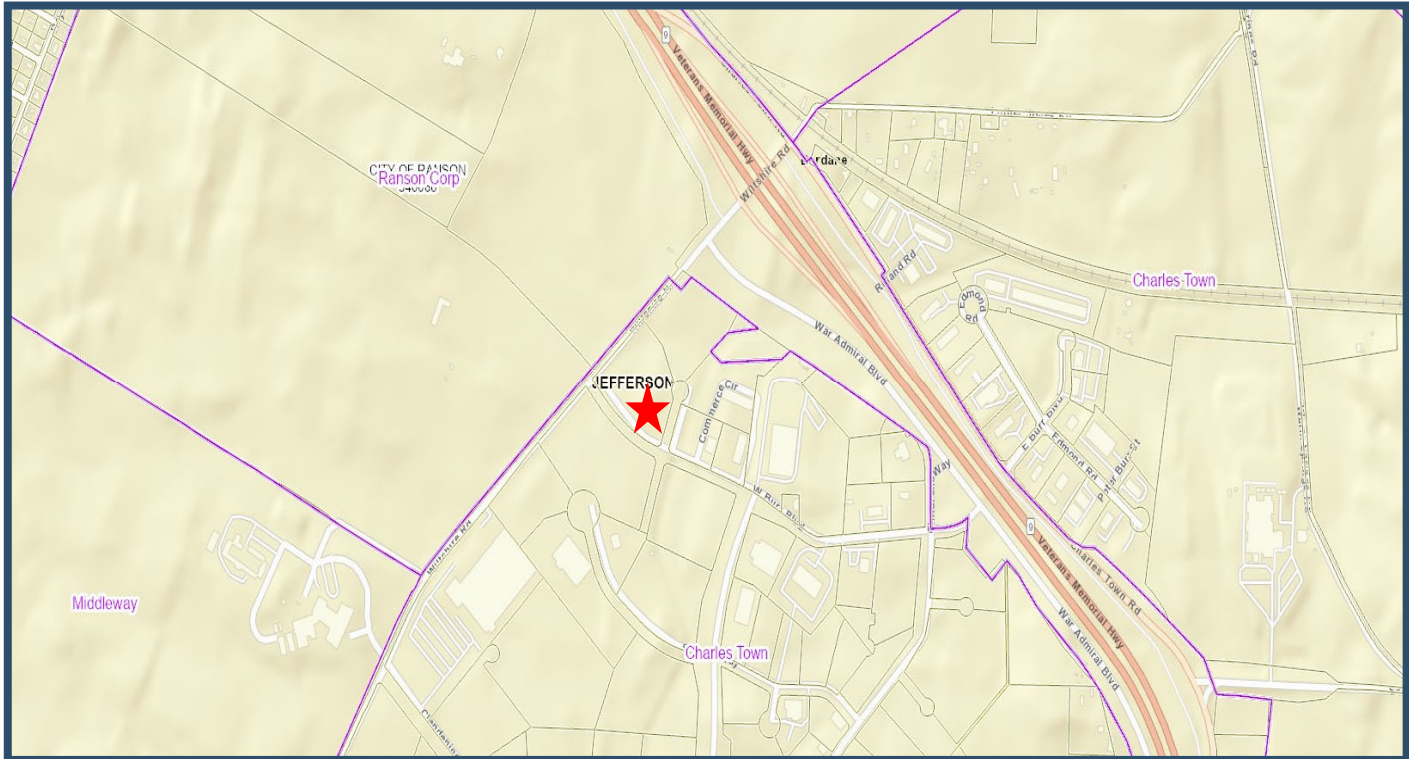 9
Veterans Memorial Hwy
Wiltshire Rd
CITY OF RANSON
Ranson Corp
Charles Town
Edmond
Rd
War Admiral Blvd
JEFFERSON
Commerce Cir
E Burr Blvd
Edmond Rd
Way
W Burr Blvd
9
Veterans Memorial Hwy
Charles Town Rd
Wiltshire Rd
Middleway
War Admiral Blvd
Charles Town